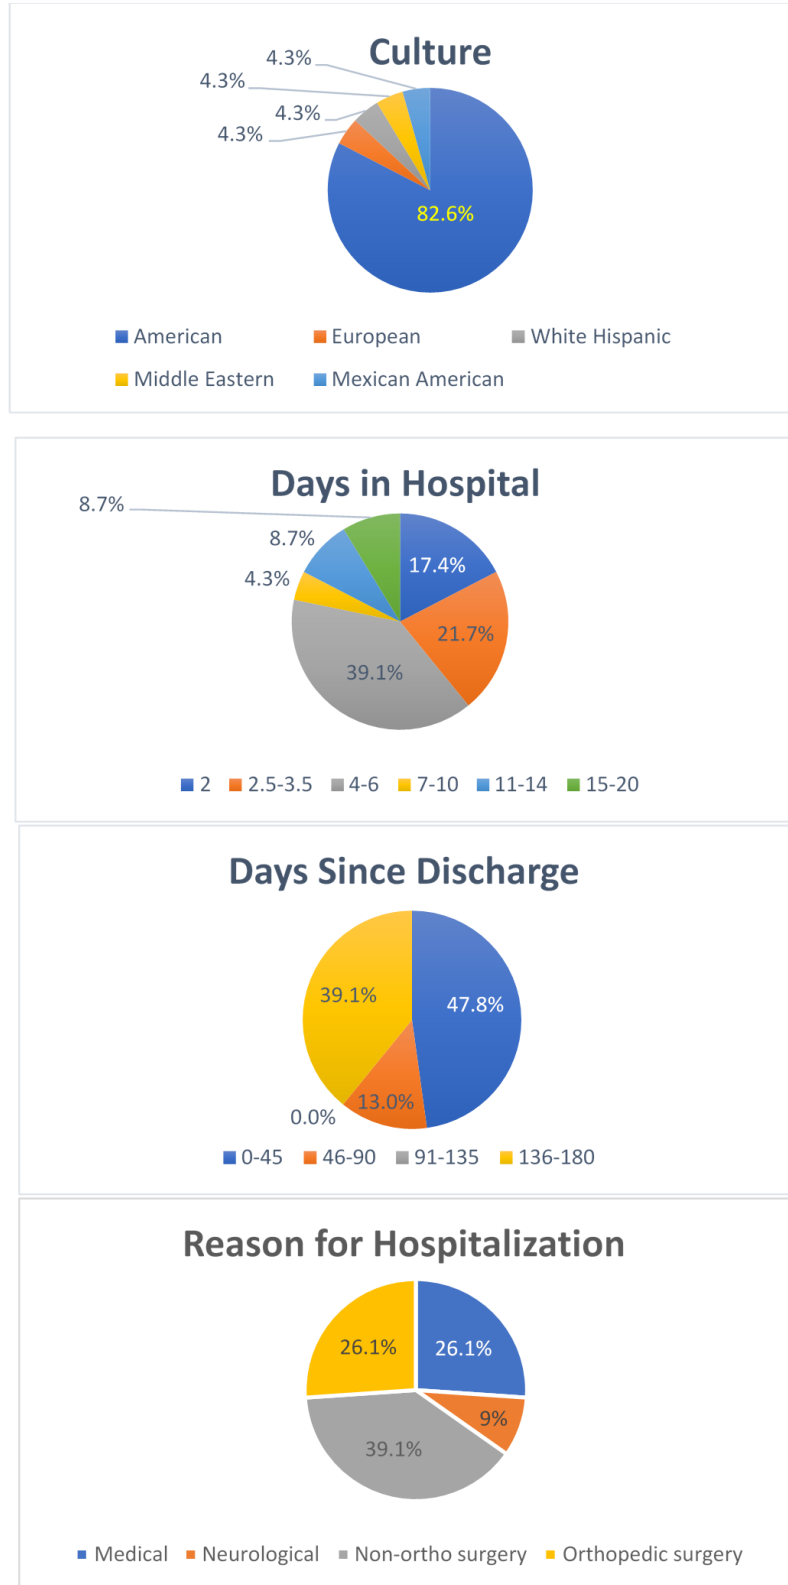 Culture
4.3%
4.3%
4.3%
4.3%
82.6%
American European White Hispanic
Middle Eastern Mexican American
Days in Hospital
8.7%
8.7%
17.4%
4.3%
21.7%
39.1%
2 2.5-3.5 4-6 7-10 11-14 15-20
Days Since Discharge
39.1%
47.8%
13.0%
0.0%
0-45 46-90 91-135 136-180
Reason for Hospitalization
26.1% 26.1%
9%
39.1%
Medical Neurological Non-ortho surgery Orthopedic surgery